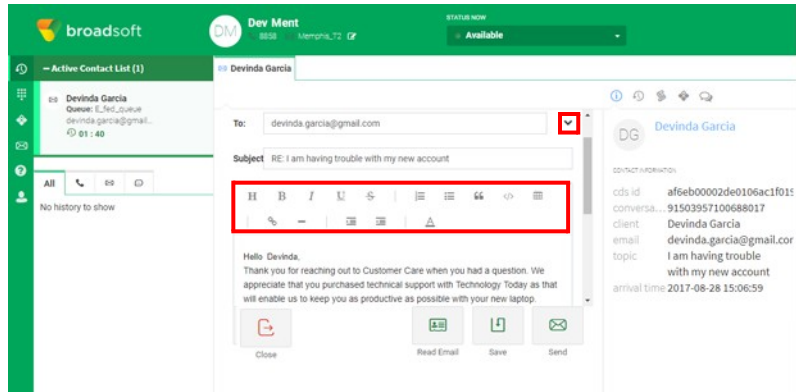 broadsoft
DM
Dev Ment
8858 Memphis_T2
STATUS NOW
Available
Active Contact List (1)
Devinda Garcia
Queue: E_fed_queue
devinda.garcia@gmail...
01 : 40
All
No history to show
Devinda Garcia
To: devinda.garcia@gmail.com
Subject RE: I am having trouble with my new account
H B I U S
A
Hello Devinda,
Thank you for reaching out to Customer Care when you had a question. We
appreciate that you purchased technical support with Technology Today as that
will enable us to keep you as productive as possible with your new laptop.
Close
Read Email
Save
Send
DG
Devinda Garcia
CONTACT INFORMATION
cds id af6eb00002de0106ac1f019
conversa... 91503957100688017
client Devinda Garcia
email devinda.garcia@gmail.cor
topic I am having trouble
with my new account
arrival time 2017-08-28 15:06:59